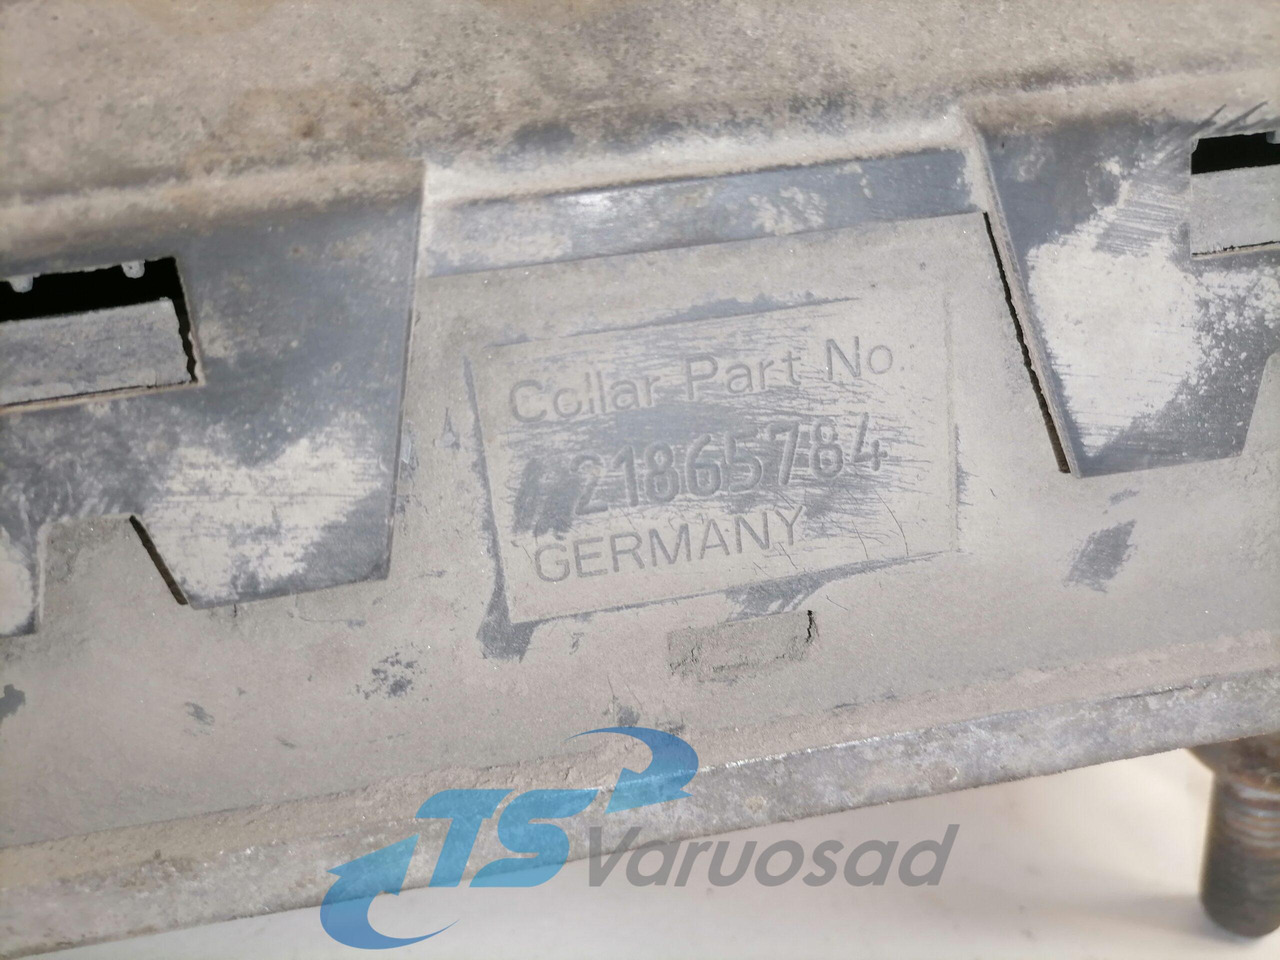 Collar Part No.
21865784
GERMANY
TS Varuosad